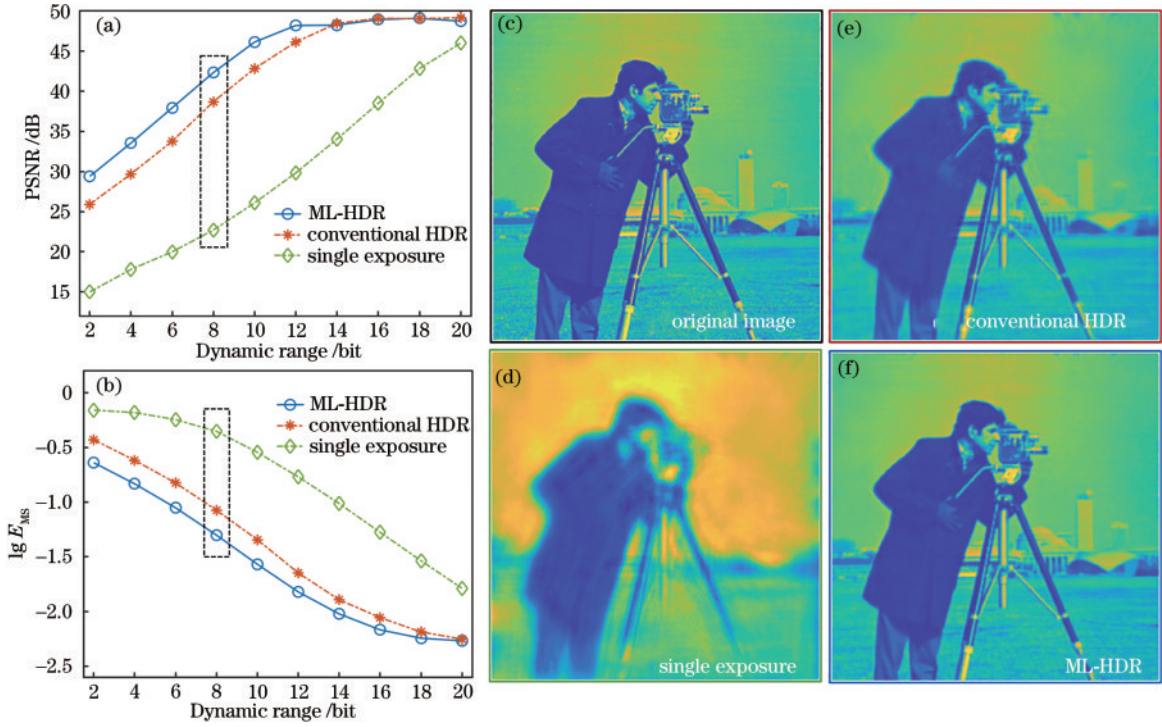 (a)
50
45
40
35
30
25
20
15
PSNR /dB
ML-HDR
conventional HDR
single exposure
2 4 6 8 10 12 14 16 18 20
Dynamic range /bit
(b)
0
−0.5
−1.0
−1.5
−2.0
−2.5
lg E_MS
ML-HDR
conventional HDR
single exposure
2 4 6 8 10 12 14 16 18 20
Dynamic range /bit
(c)
original image
(d)
single exposure
(e)
conventional HDR
(f)
ML-HDR